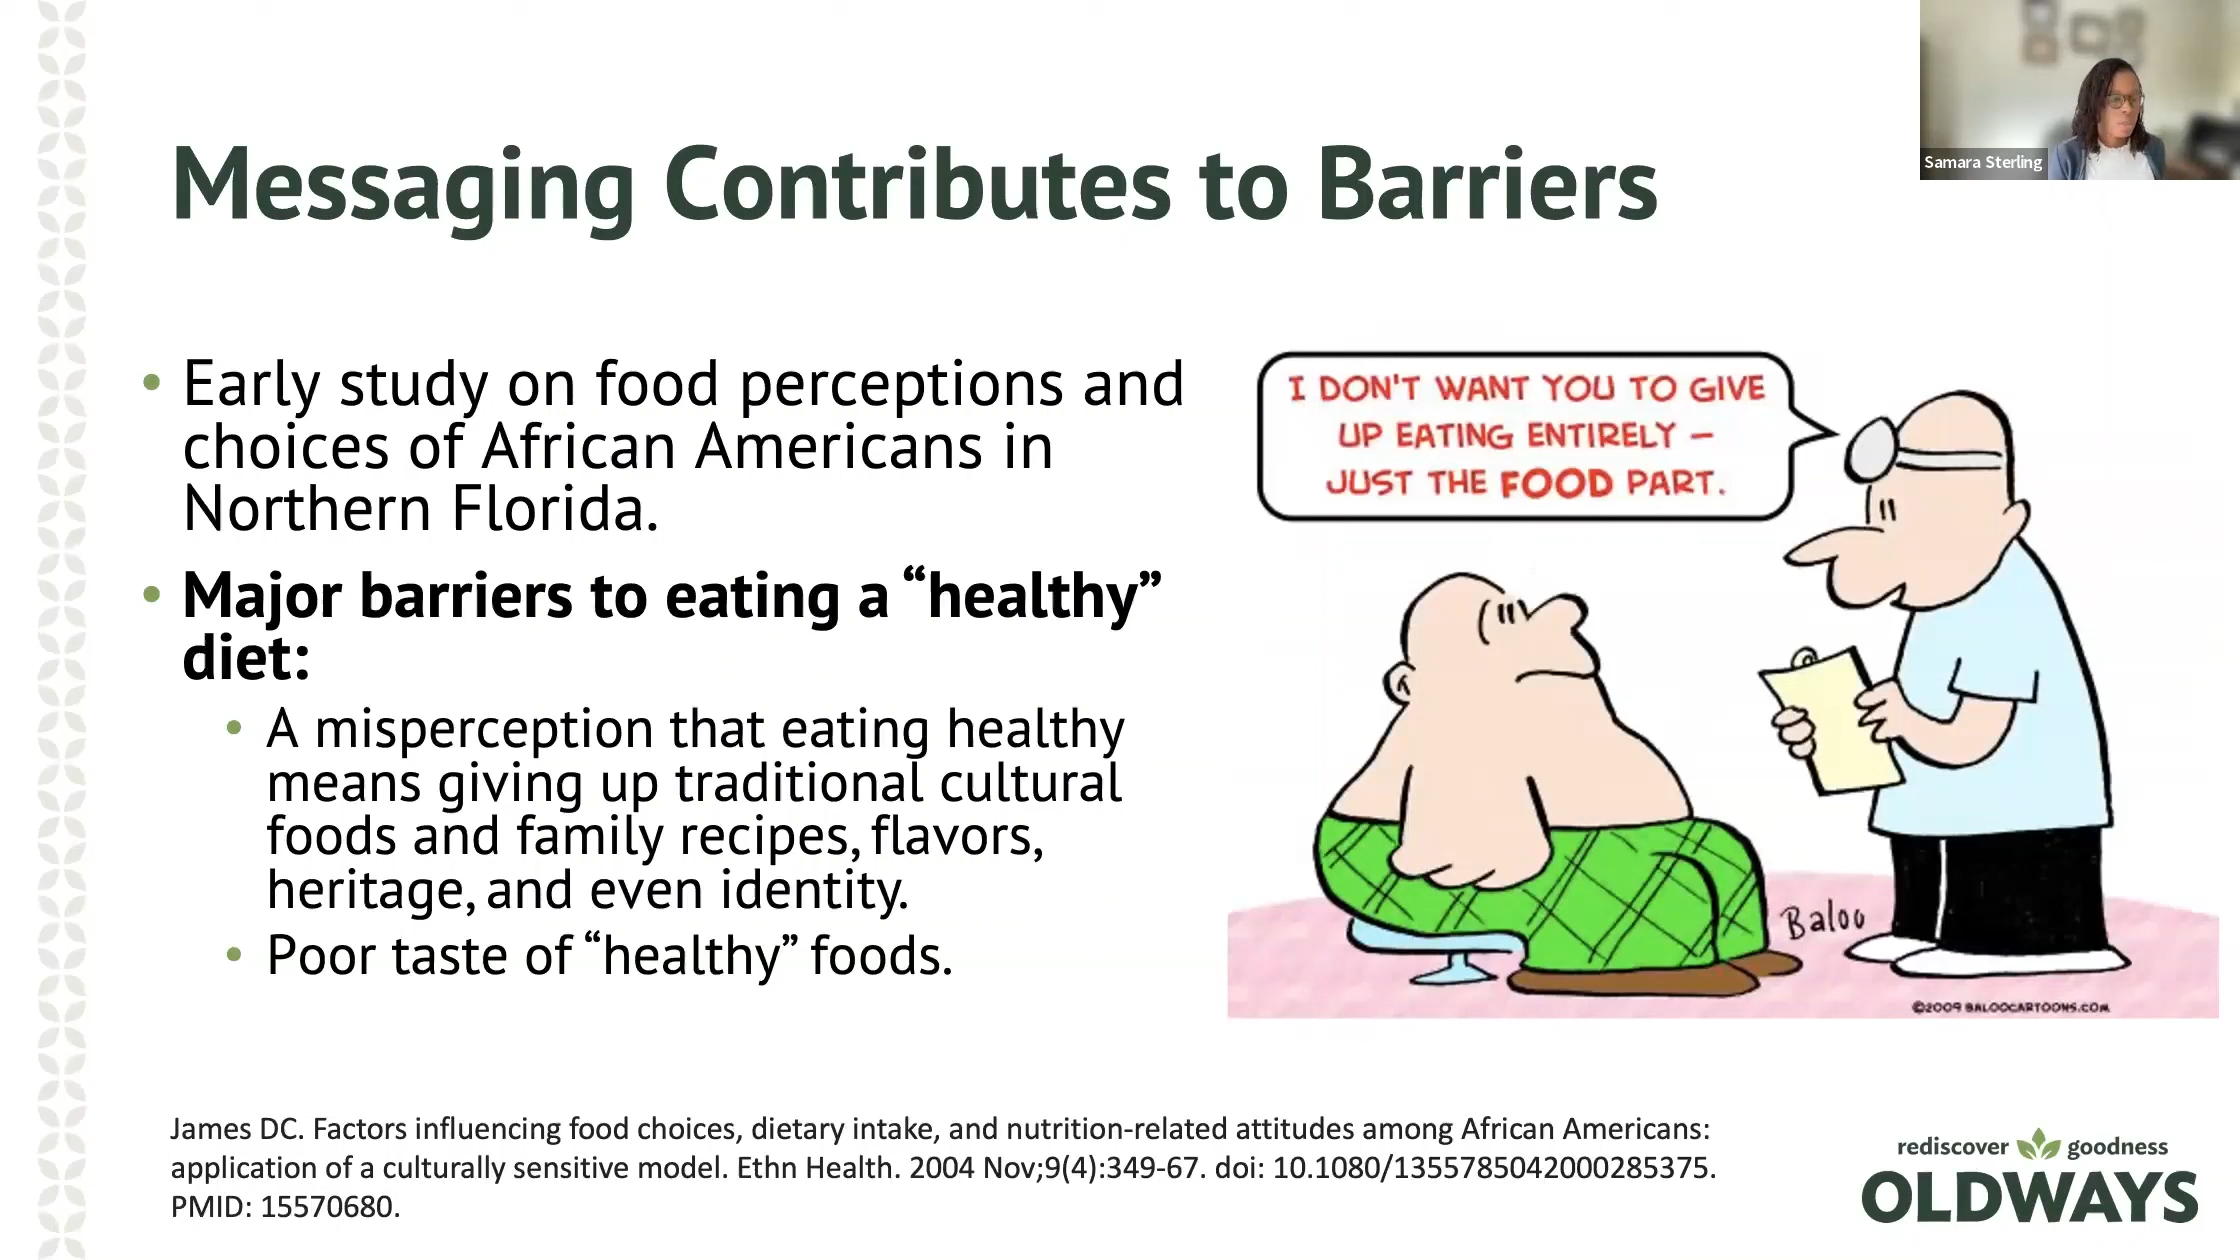 Samara Sterling
Messaging Contributes to Barriers
• Early study on food perceptions and
choices of African Americans in
Northern Florida.
• Major barriers to eating a “healthy”
diet:
• A misperception that eating healthy
means giving up traditional cultural
foods and family recipes, flavors,
heritage, and even identity.
• Poor taste of “healthy” foods.
I DON'T WANT YOU TO GIVE
UP EATING ENTIRELY –
JUST THE FOOD PART.
Baloo
©2009 BALOOCARTOONS.COM
James DC. Factors influencing food choices, dietary intake, and nutrition-related attitudes among African Americans:
application of a culturally sensitive model. Ethn Health. 2004 Nov;9(4):349-67. doi: 10.1080/1355785042000285375.
PMID: 15570680.
rediscover goodness
OLDWAYS